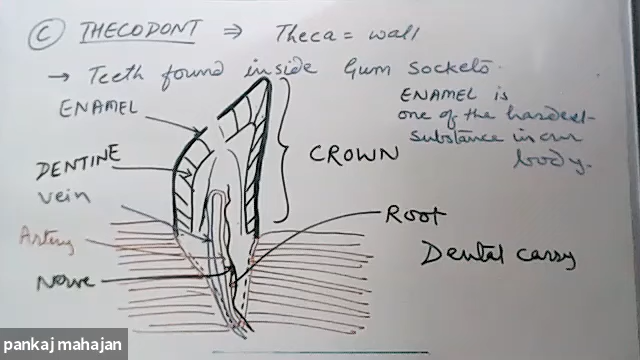 (C) THECODONT ⇒ Theca = wall
→ Teeth found inside Gum Sockets.
ENAMEL is
one of the hardest
substance in our
body.
ENAMEL
DENTINE
CROWN
vein
Artery
Nerve
Root
Dental carry
pankaj mahajan